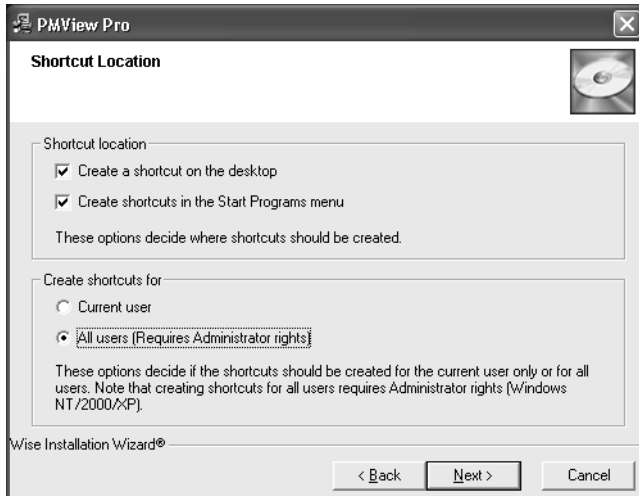 PMView Pro
Shortcut Location
Shortcut location
Create a shortcut on the desktop
Create shortcuts in the Start Programs menu
These options decide where shortcuts should be created.
Create shortcuts for
Current user
All users (Requires Administrator rights)
These options decide if the shortcuts should be created for the current user only or for all
users. Note that creating shortcuts for all users requires Administrator rights (Windows
NT/2000/XP).
Wise Installation Wizard®
< Back Next > Cancel